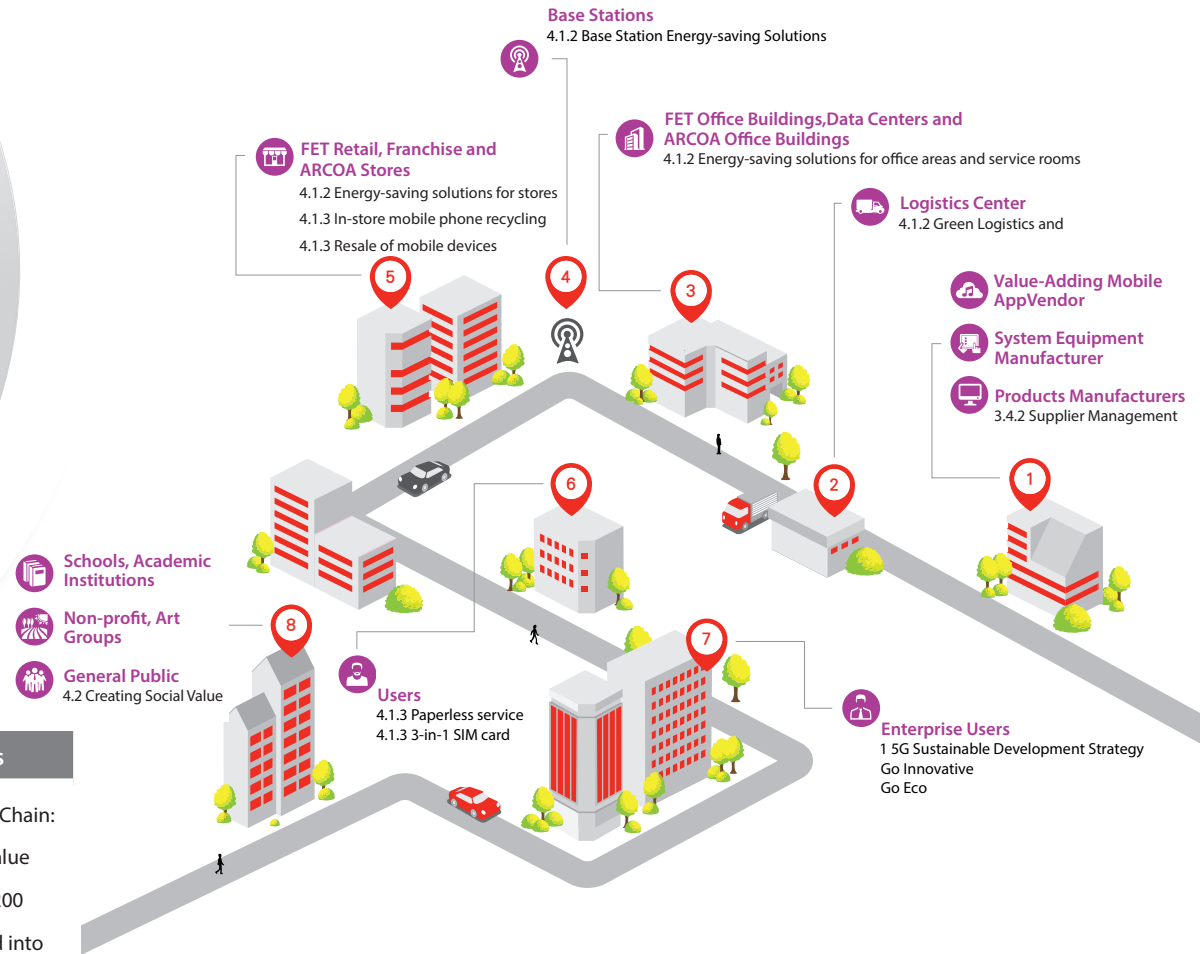 Base Stations
4.1.2 Base Station Energy-saving Solutions
FET Office Buildings,Data Centers and
ARCOA Office Buildings
4.1.2 Energy-saving solutions for office areas and service rooms
FET Retail, Franchise and
ARCOA Stores
4.1.2 Energy-saving solutions for stores
4.1.3 In-store mobile phone recycling
4.1.3 Resale of mobile devices
Logistics Center
4.1.2 Green Logistics and
Value-Adding Mobile
AppVendor
System Equipment
Manufacturer
Products Manufacturers
3.4.2 Supplier Management
5
4
3
6
2
1
Schools, Academic
Institutions
Non-profit, Art
Groups
General Public
4.2 Creating Social Value
8
7
Users
4.1.3 Paperless service
4.1.3 3-in-1 SIM card
Enterprise Users
1 5G Sustainable Development Strategy
Go Innovative
Go Eco
s
Chain:
lue
00
d into